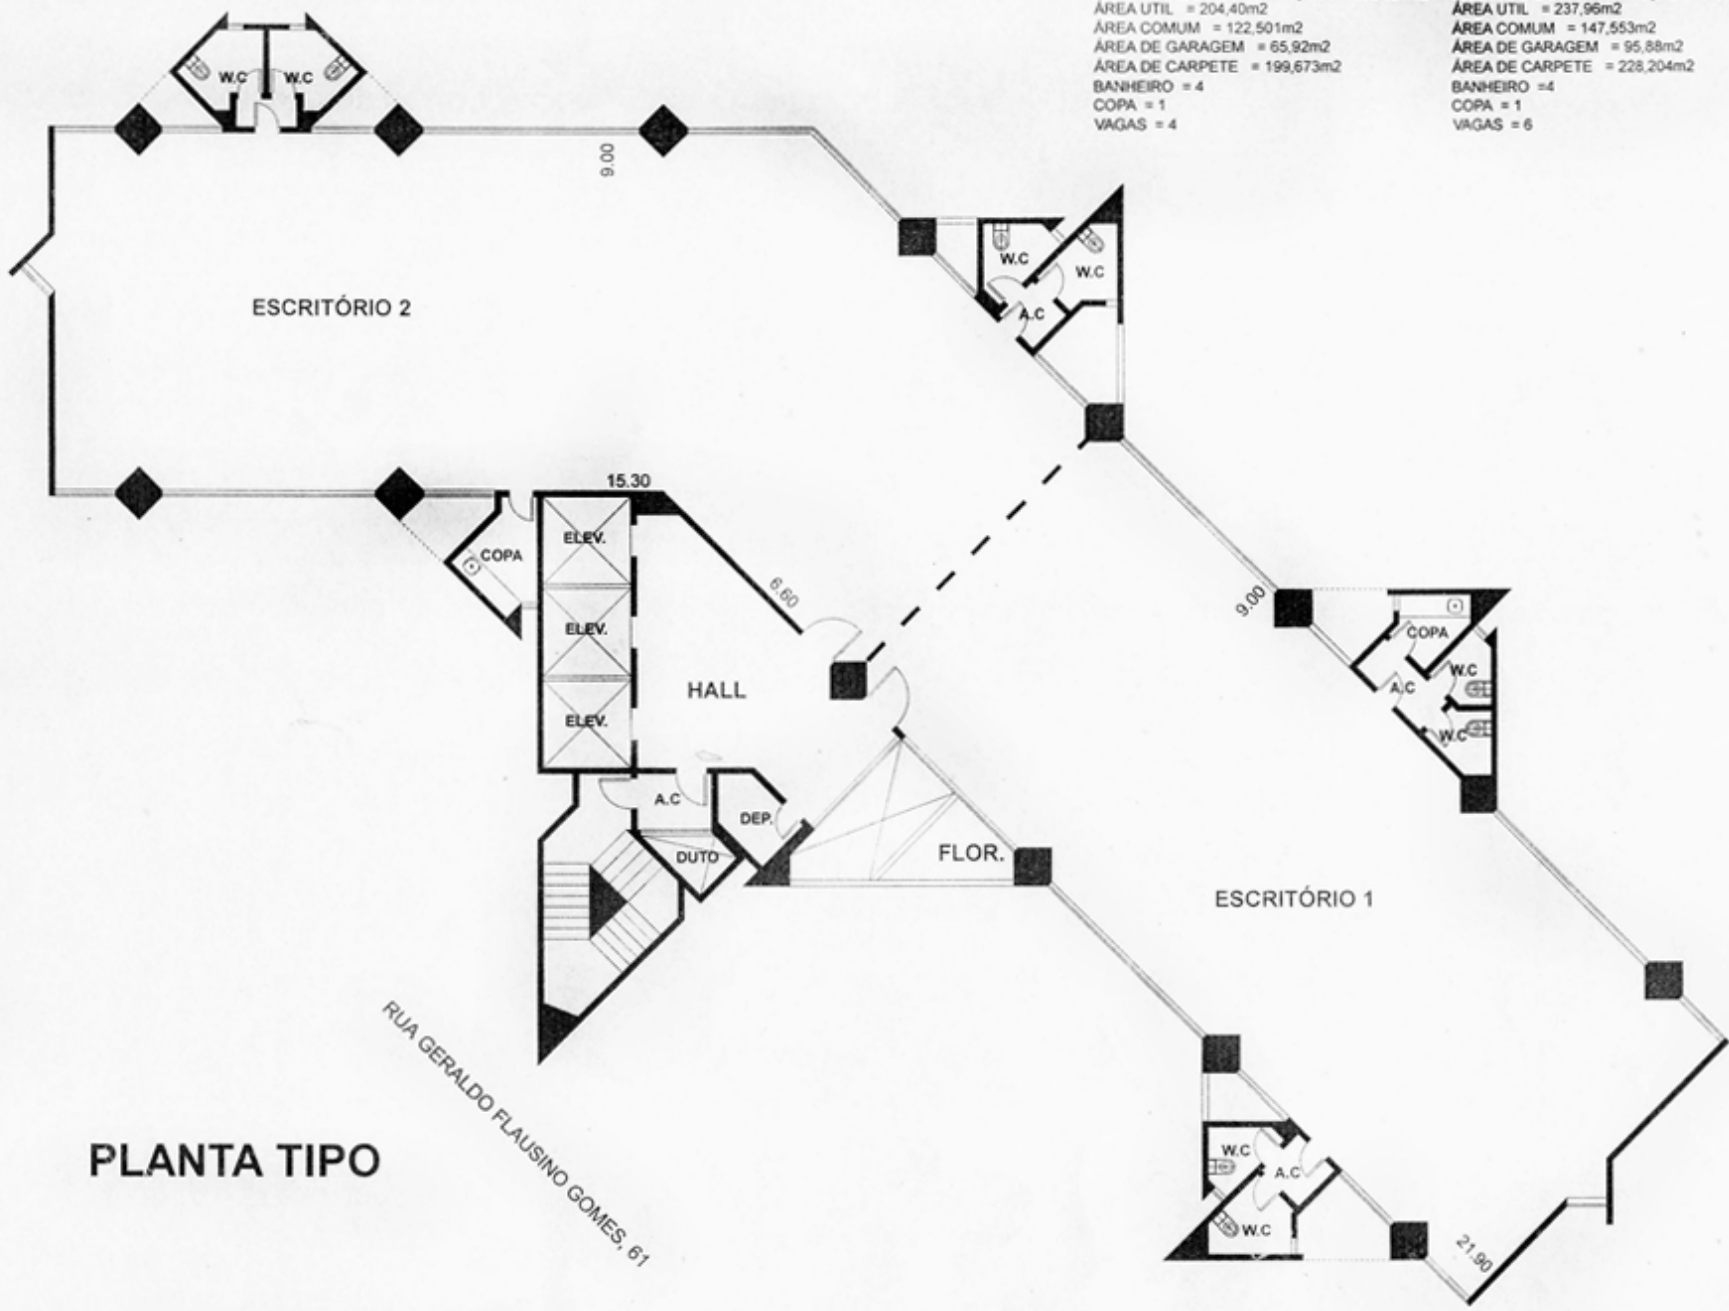 ÁREA UTIL = 204,40m2
ÁREA COMUM = 122,501m2
ÁREA DE GARAGEM = 65,92m2
ÁREA DE CARPETE = 199,673m2
BANHEIRO = 4
COPA = 1
VAGAS = 4
ÁREA UTIL = 237,96m2
ÁREA COMUM = 147,553m2
ÁREA DE GARAGEM = 95,88m2
ÁREA DE CARPETE = 228,204m2
BANHEIRO =4
COPA = 1
VAGAS = 6
W.C
W.C
9.00
W.C
W.C
A.C
ESCRITÓRIO 2
15.30
ELEV.
COPA
6.60
9.00
ELEV.
COPA
W.C
HALL
A.C
ELEV.
W.C
A.C
DEP.
DUTO
FLOR.
ESCRITÓRIO 1
RUA GERALDO FLAUSINO GOMES, 61
PLANTA TIPO
W.C
A.C
W.C
21.90